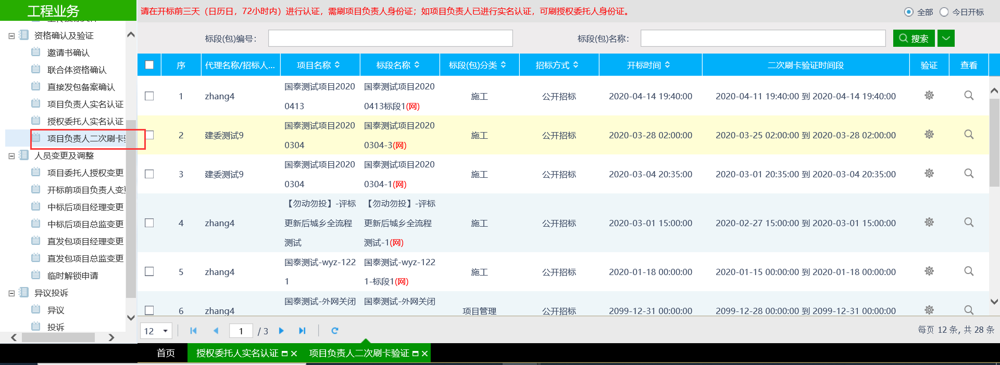 工程业务
资格确认及验证
邀请书确认
联合体资格确认
直接发包备案确认
项目负责人实名认证
授权委托人实名认证
项目负责人二次刷卡
人员变更及调整
项目委托人授权变更
开标前项目负责人变
中标后项目经理变更
中标后项目总监变更
直发包项目经理变更
直发包项目总监变更
临时解锁申请
异议投诉
异议
投诉
请在开标前三天（日历日，72小时内）进行认证，需刷项目负责人身份证；如项目负责人已进行实名认证，可刷授权委托人身份证。
全部 今日开标
标段(包)编号： 标段(包)名称： 搜索
序 代理名称/招标人... 项目名称 标段名称 标段(包)分类 招标方式 开标时间 二次刷卡验证时间段 验证 查看
国泰测试项目2020 国泰测试项目2020
1 zhang4 施工 公开招标 2020-04-14 19:40:00 2020-04-11 19:40:00 到 2020-04-14 19:40:00
0413 0413标段1(网)
国泰测试项目2020 国泰测试项目2020
2 建委测试9 施工 公开招标 2020-03-28 02:00:00 2020-03-25 02:00:00 到 2020-03-28 02:00:00
0304 0304-3(网)
国泰测试项目2020 国泰测试项目2020
3 建委测试9 施工 公开招标 2020-03-04 20:35:00 2020-03-01 20:35:00 到 2020-03-04 20:35:00
0304 0304-1(网)
【勿动勿投】-评标 【勿动勿投】-评标
4 zhang4 更新后城乡全流程 更新后城乡全流程 施工 公开招标 2020-03-01 15:00:00 2020-02-27 15:00:00 到 2020-03-01 15:00:00
测试 测试-1(网)
国泰测试-wyz-122 国泰测试-wyz-122
5 zhang4 施工 公开招标 2020-01-18 00:00:00 2020-01-15 00:00:00 到 2020-01-18 00:00:00
1 1-标段1(网)
国泰测试-外网关闭 国泰测试-外网关闭
6 zhang4 项目管理 公开招标 2099-12-31 00:00:00 2099-12-28 00:00:00 到 2099-12-31 00:00:00
12 1 / 3 每页 12 条, 共 28 条
首页 授权委托人实名认证 项目负责人二次刷卡验证